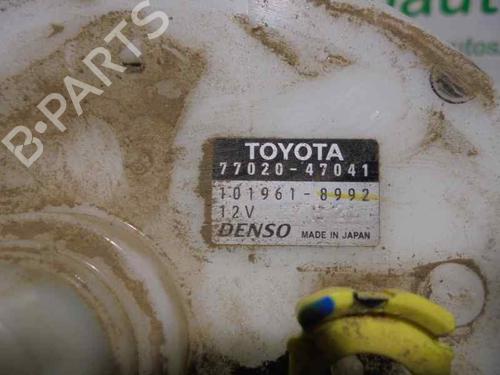 B-PARTS
TOYOTA
77020-47041
101961-8992
12V
DENSO MADE IN JAPAN